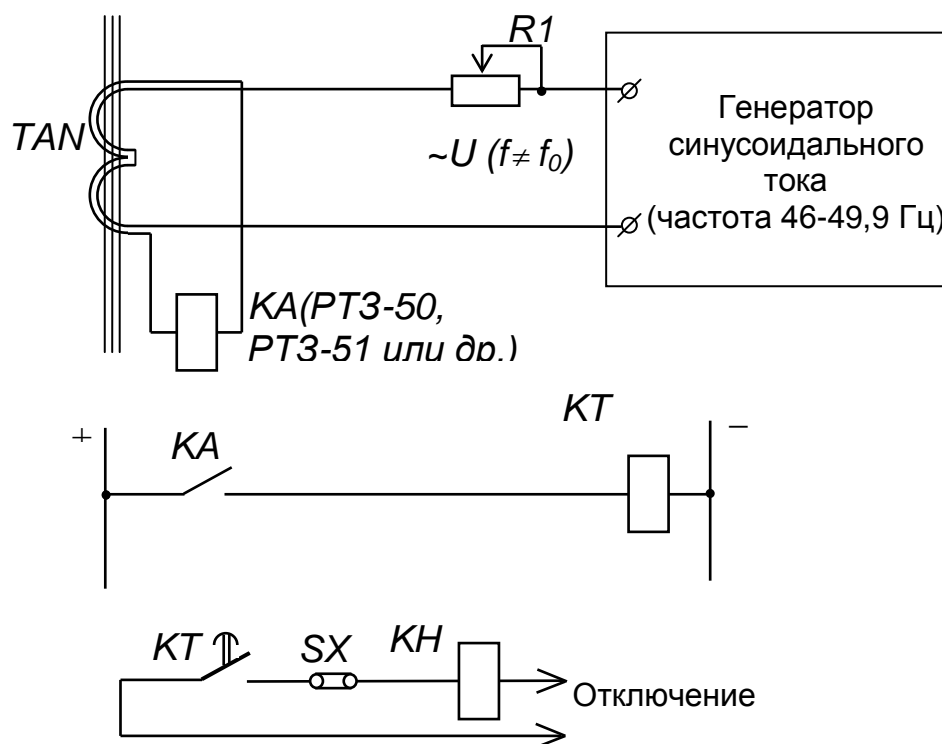 R1
TAN
~U (f ≠ f₀)
Генератор
синусоидального
тока
(частота 46-49,9 Гц)
KA(РТЗ-50,
РТЗ-51 или др.)
+
KA
KT
–
KT
SX
KH
Отключение